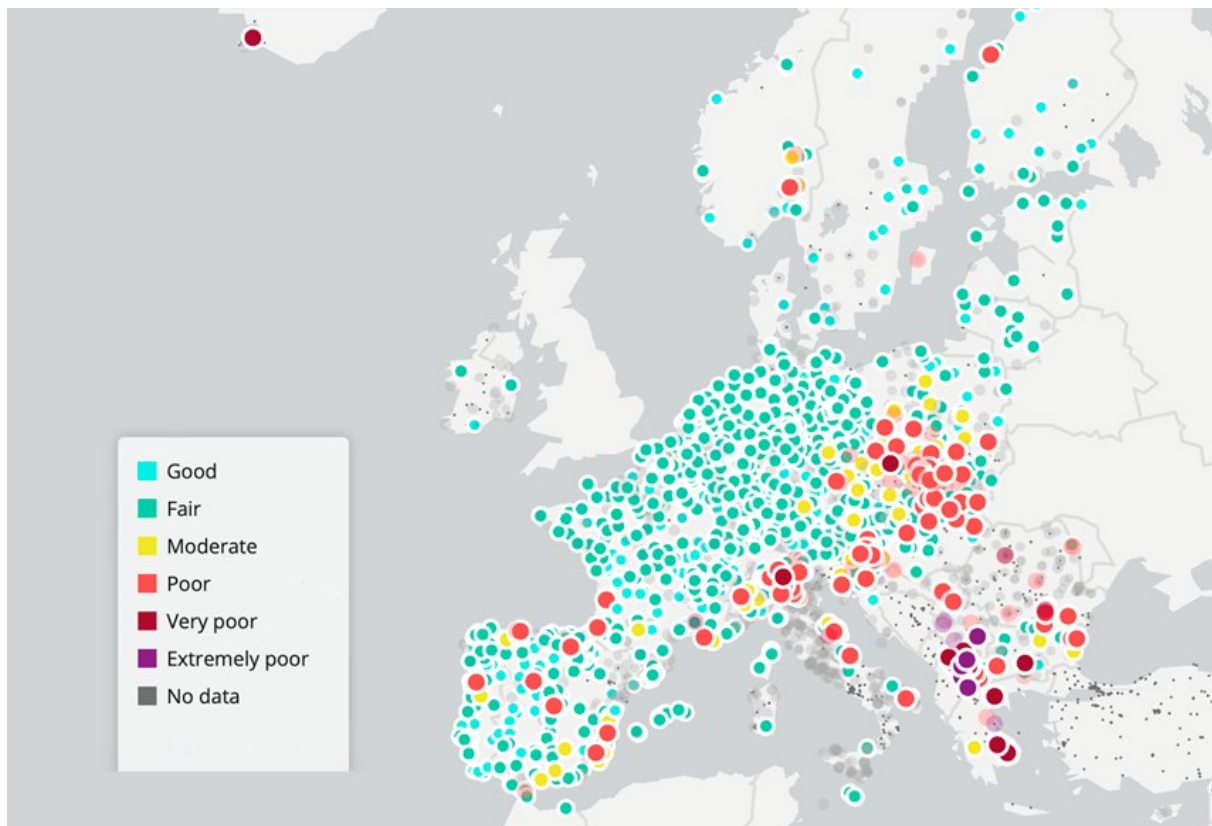 Good
Fair
Moderate
Poor
Very poor
Extremely poor
No data